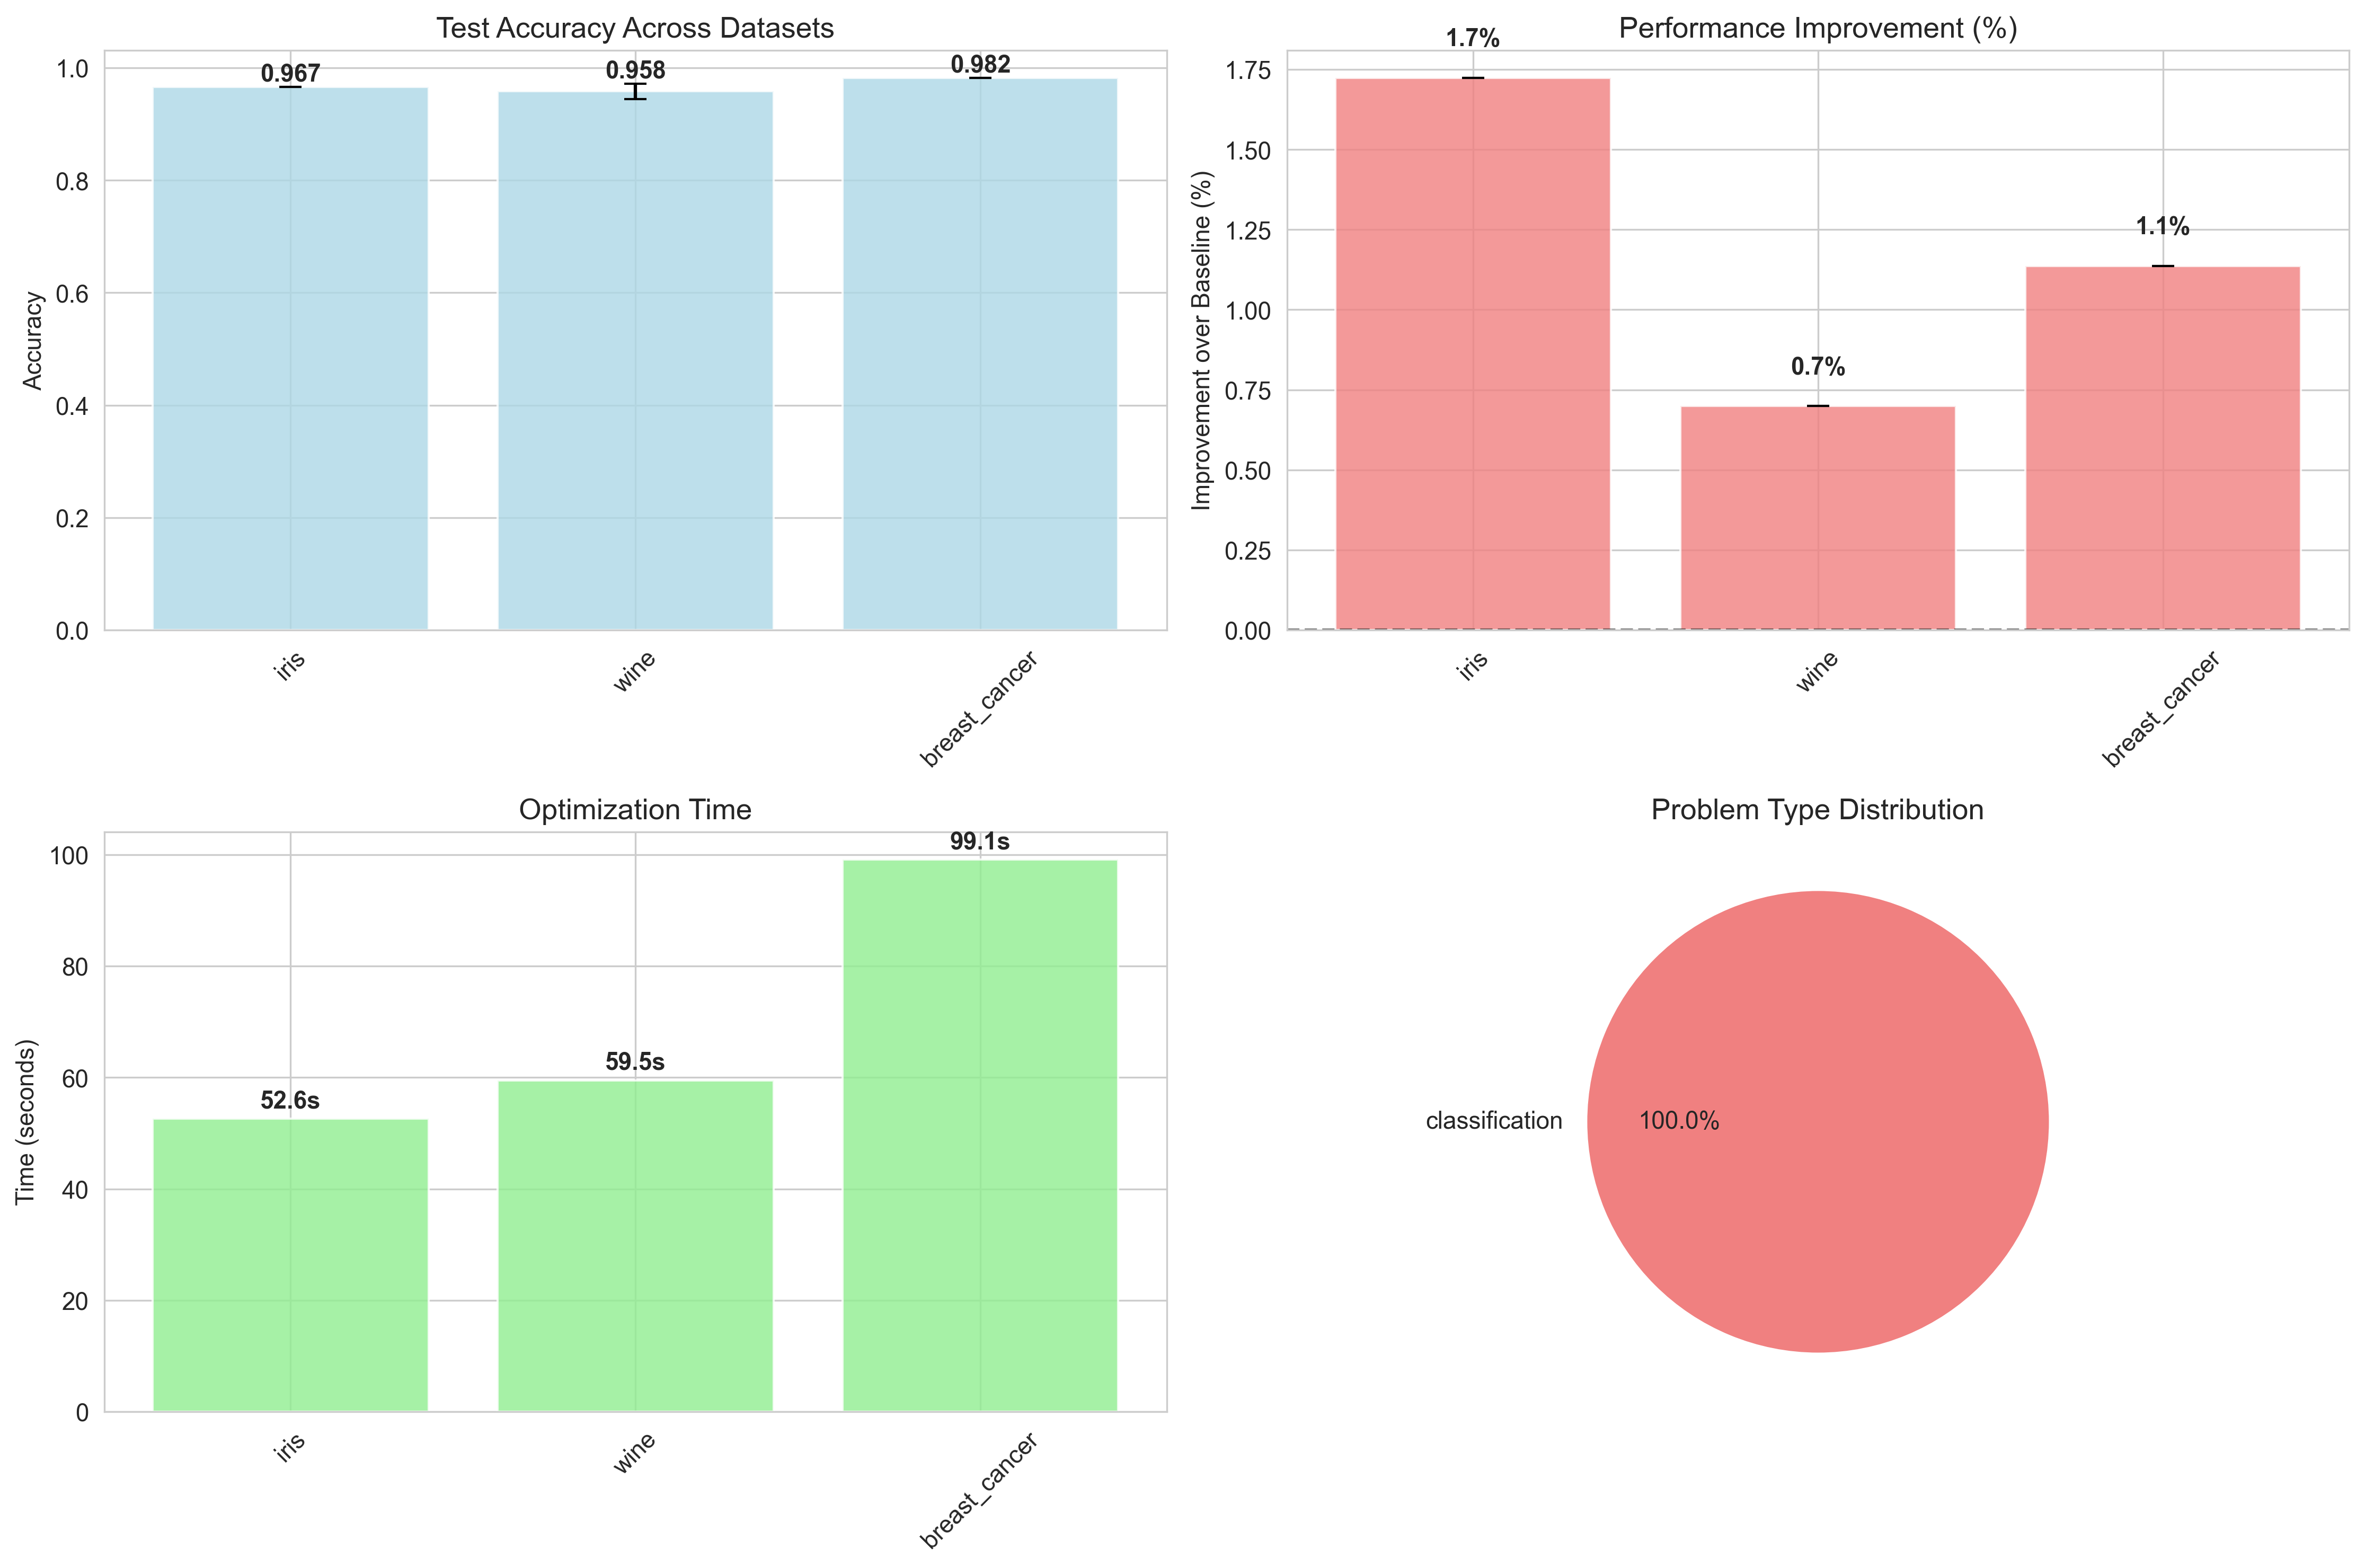 Test Accuracy Across Datasets
Accuracy
1.0
0.8
0.6
0.4
0.2
0.0
0.967
0.958
0.982
iris
wine
breast_cancer
Performance Improvement (%)
Improvement over Baseline (%)
1.75
1.50
1.25
1.00
0.75
0.50
0.25
0.00
1.7%
0.7%
1.1%
iris
wine
breast_cancer
Optimization Time
Time (seconds)
100
80
60
40
20
0
52.6s
59.5s
99.1s
iris
wine
breast_cancer
Problem Type Distribution
classification
100.0%